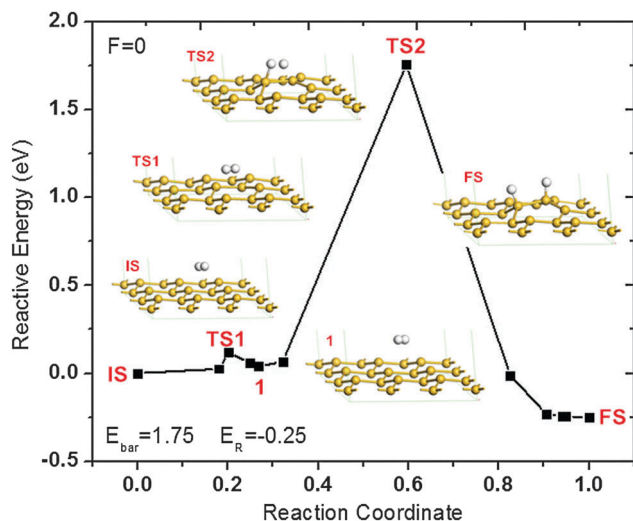 F=0
TS2
TS2
TS1
FS
IS
TS1
IS
1
1
FS
E_bar=1.75 E_R=-0.25
Reactive Energy (eV)
2.0
1.5
1.0
0.5
0.0
-0.5
0.0 0.2 0.4 0.6 0.8 1.0
Reaction Coordinate